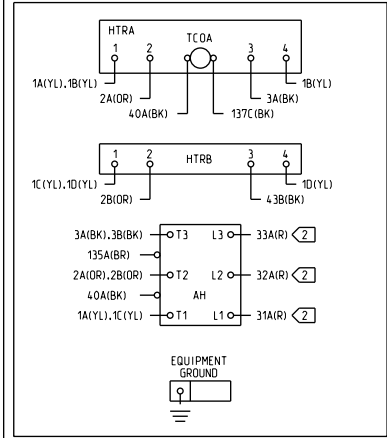 HTRA
TCOA
1 2 3 4
1A(YL).1B(YL) 1B(YL)
2A(OR) 3A(BK)
40A(BK) 137C(BK)
1 2 HTRB 3 4
1C(YL).1D(YL) 1D(YL)
2B(OR) 43B(BK)
3A(BK).3B(BK) T3 L3 33A(R) 2
135A(BR)
2A(OR).2B(OR) T2 L2 32A(R) 2
40A(BK) AH
1A(YL).1C(YL) T1 L1 31A(R) 2
EQUIPMENT
GROUND